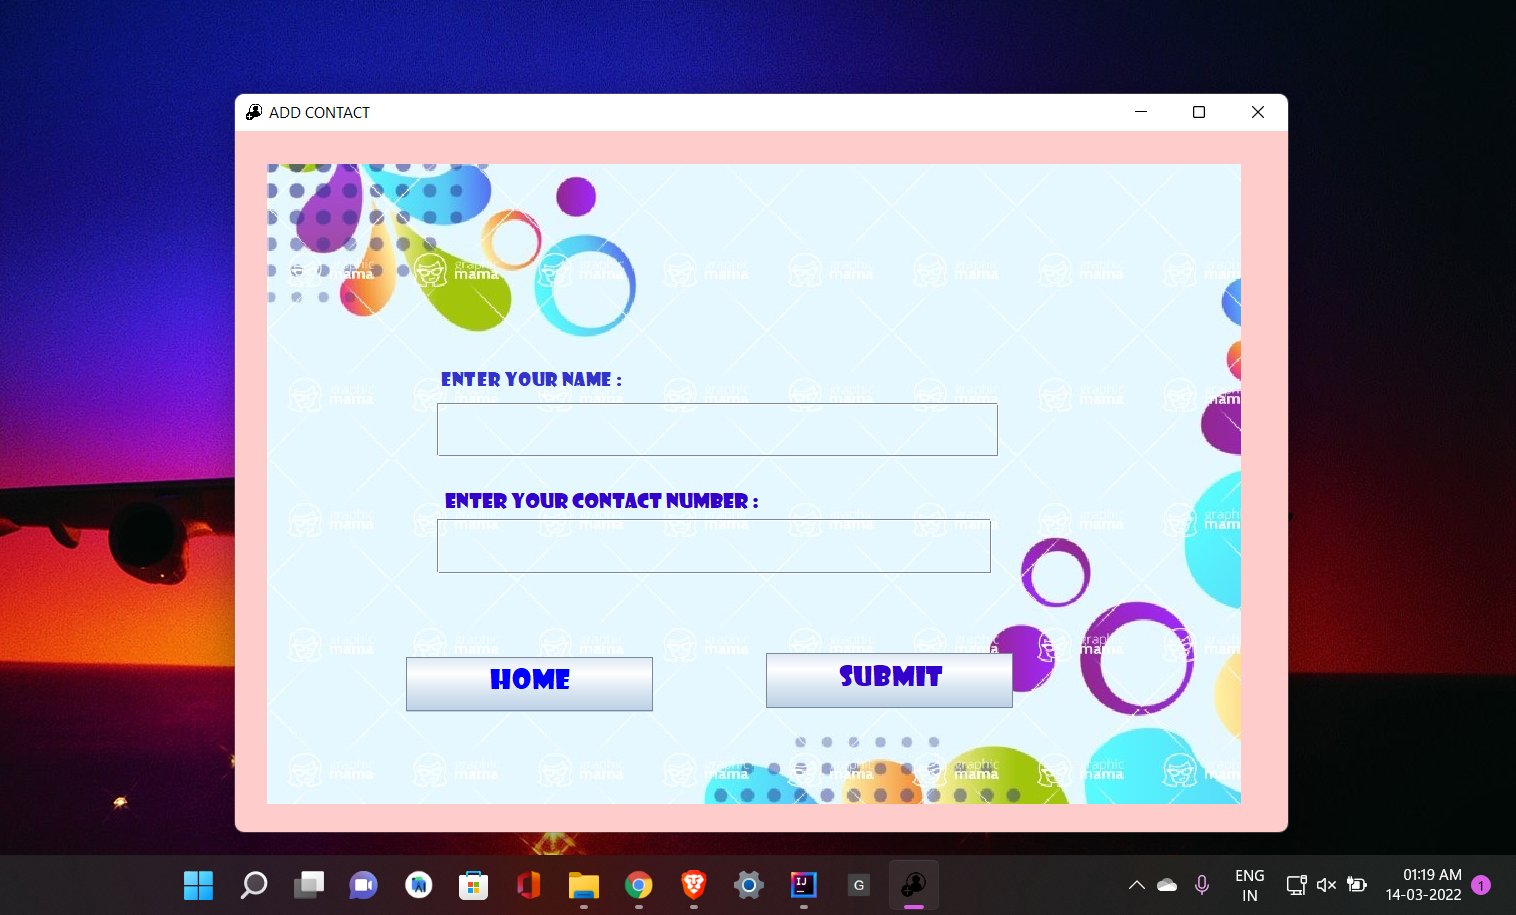 ADD CONTACT
graphic mama
ENTER YOUR NAME :
ENTER YOUR CONTACT NUMBER :
HOME
SUBMIT
IJ
G
ENG
IN
01:19 AM
14-03-2022
1